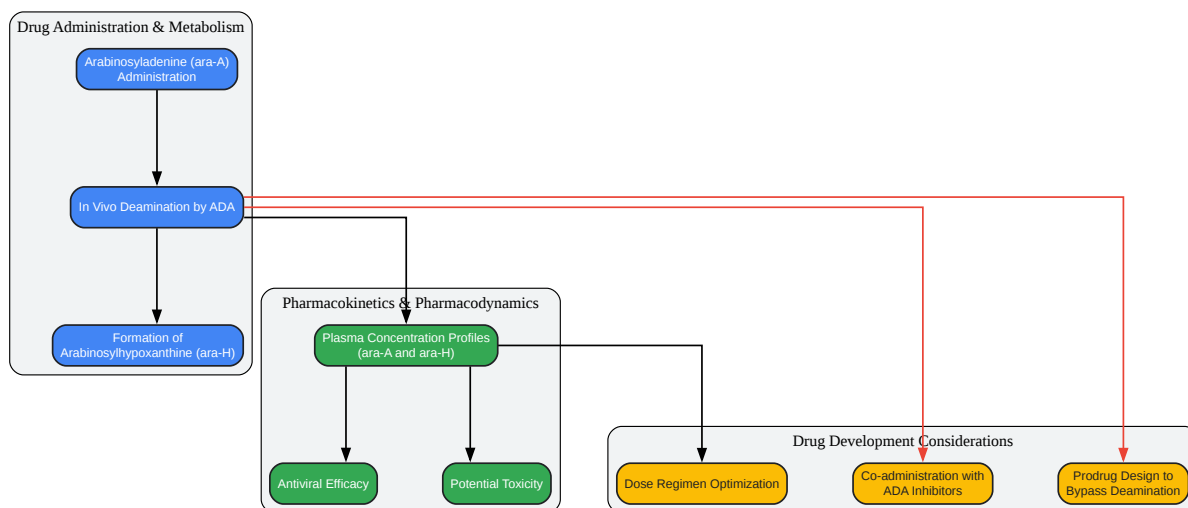 Drug Administration & Metabolism
Arabinosyladenine (ara-A)
Administration
In Vivo Deamination by ADA
Formation of
Arabinosylhypoxanthine (ara-H)
Pharmacokinetics & Pharmacodynamics
Plasma Concentration Profiles
(ara-A and ara-H)
Antiviral Efficacy
Potential Toxicity
Drug Development Considerations
Dose Regimen Optimization
Co-administration with
ADA Inhibitors
Prodrug Design to
Bypass Deamination